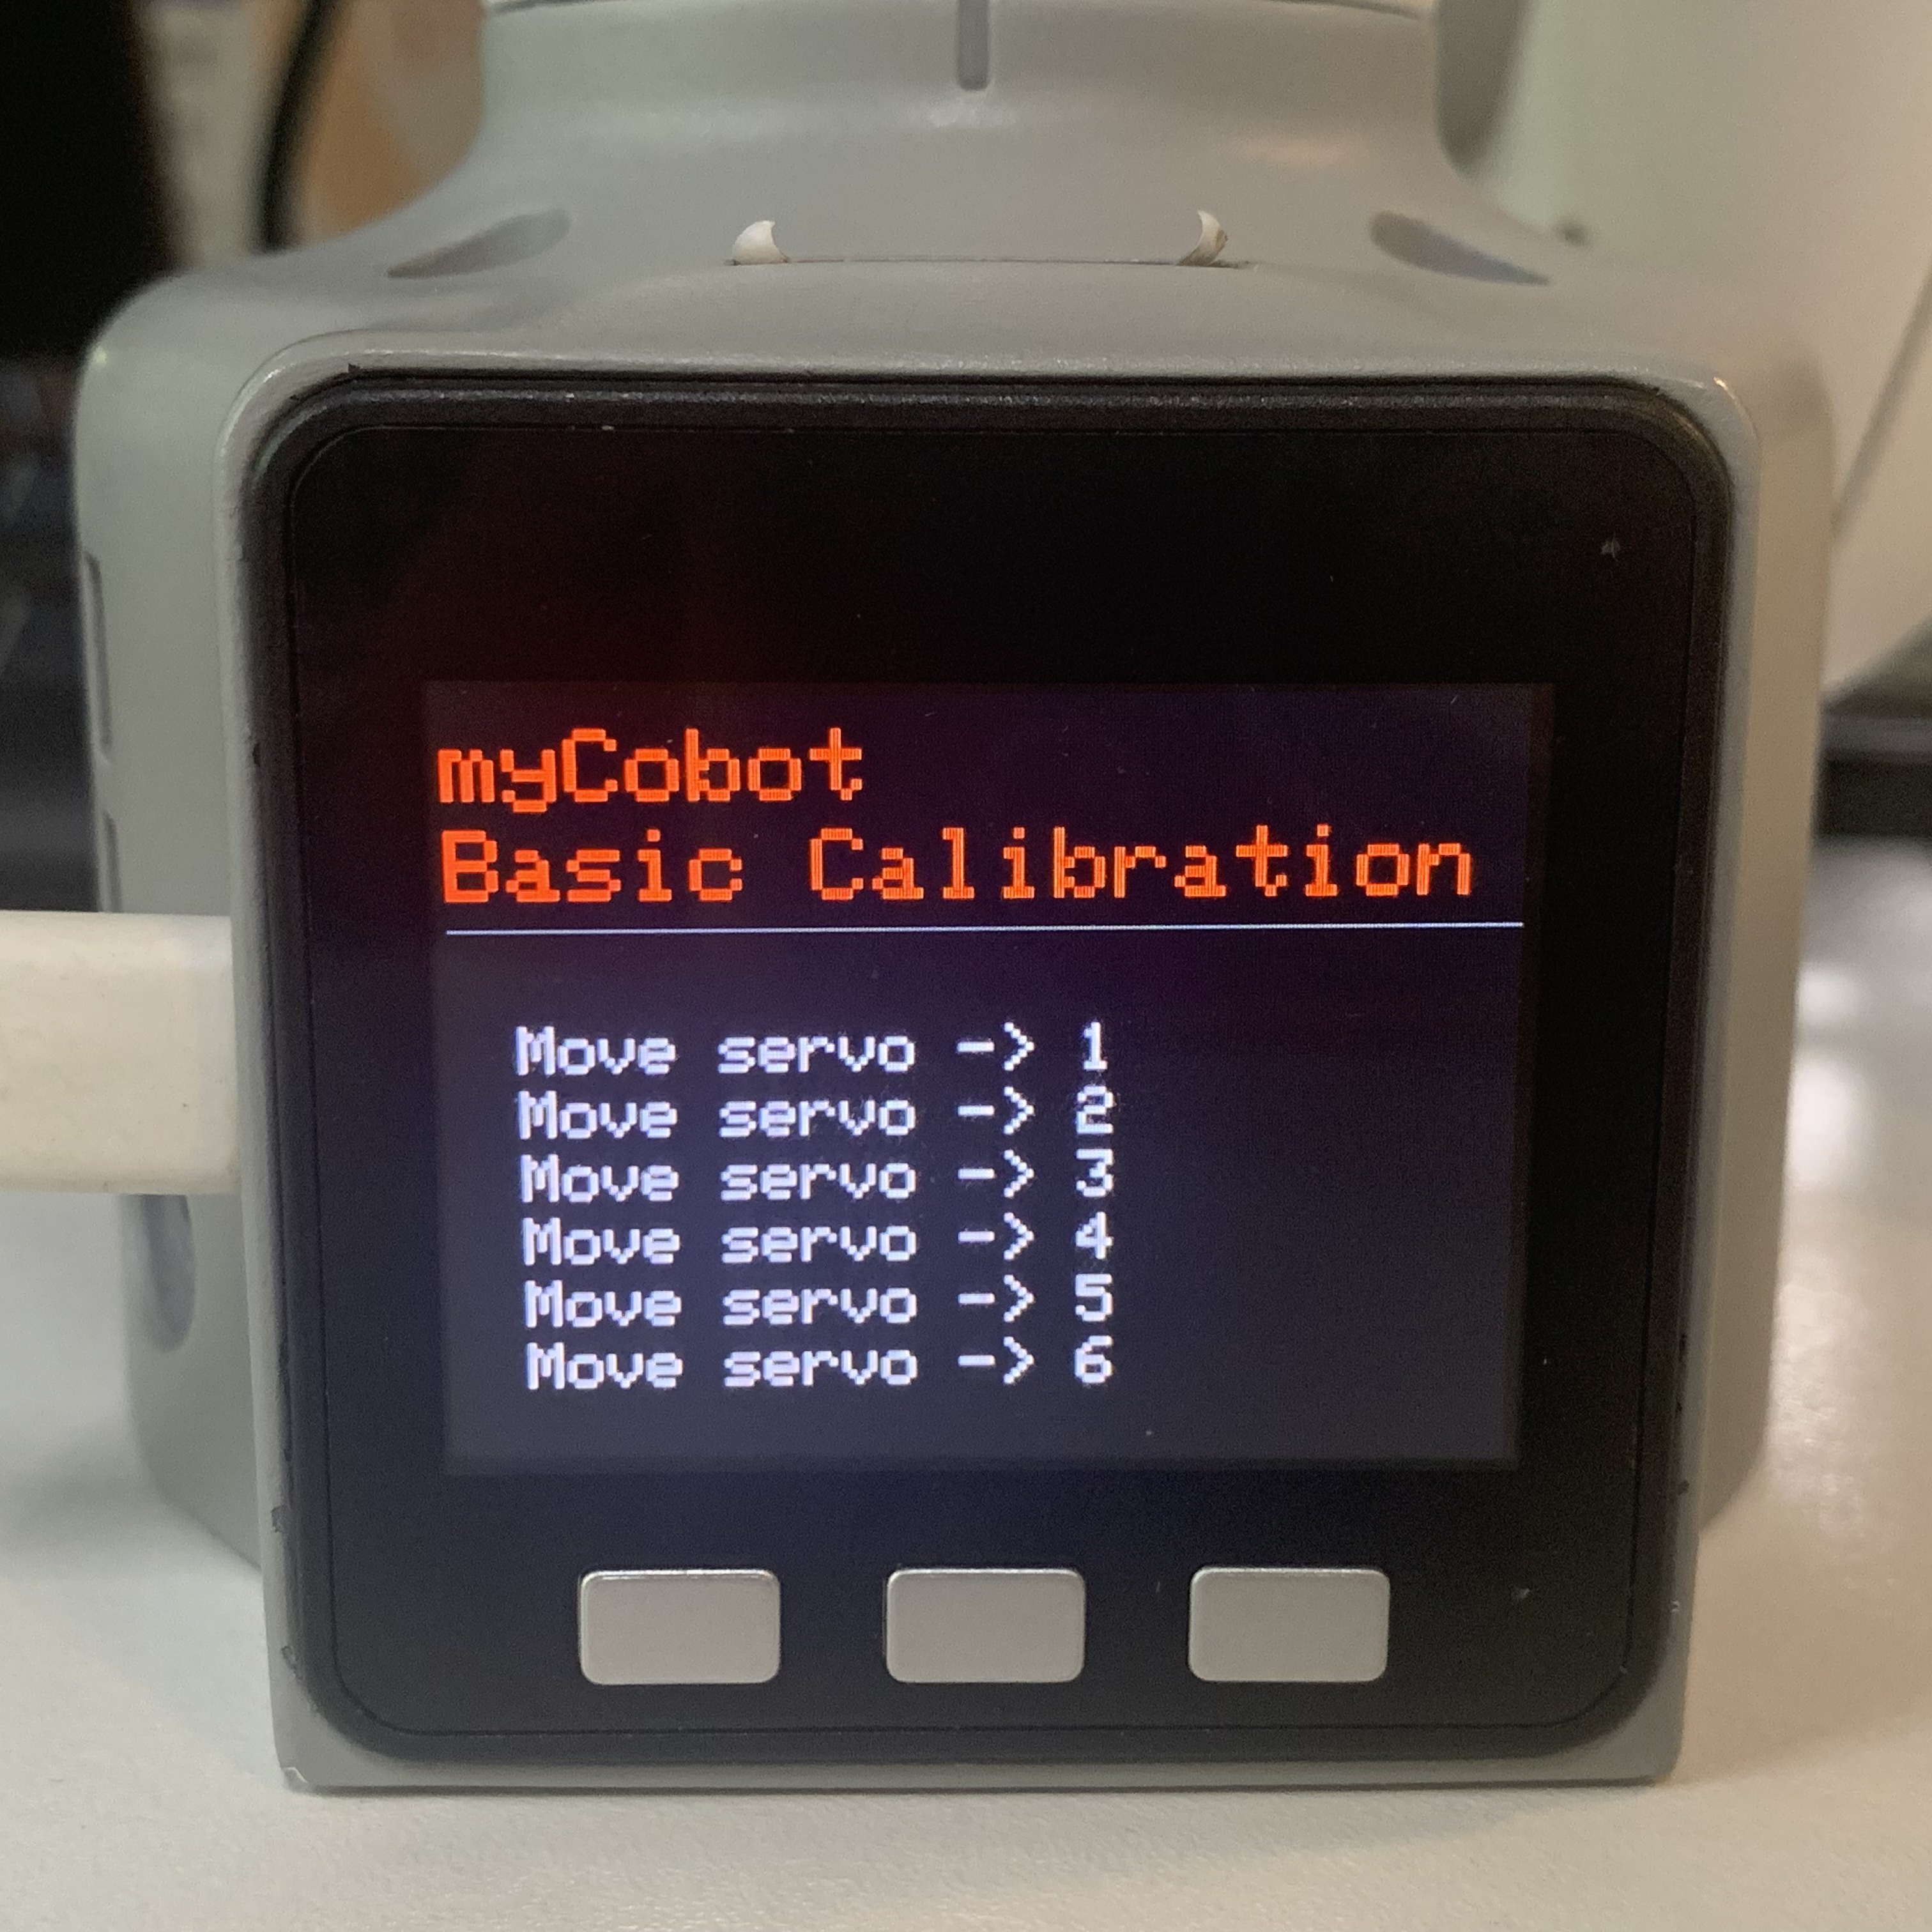 myCobot
Basic Calibration
Move servo -> 1
Move servo -> 2
Move servo -> 3
Move servo -> 4
Move servo -> 5
Move servo -> 6